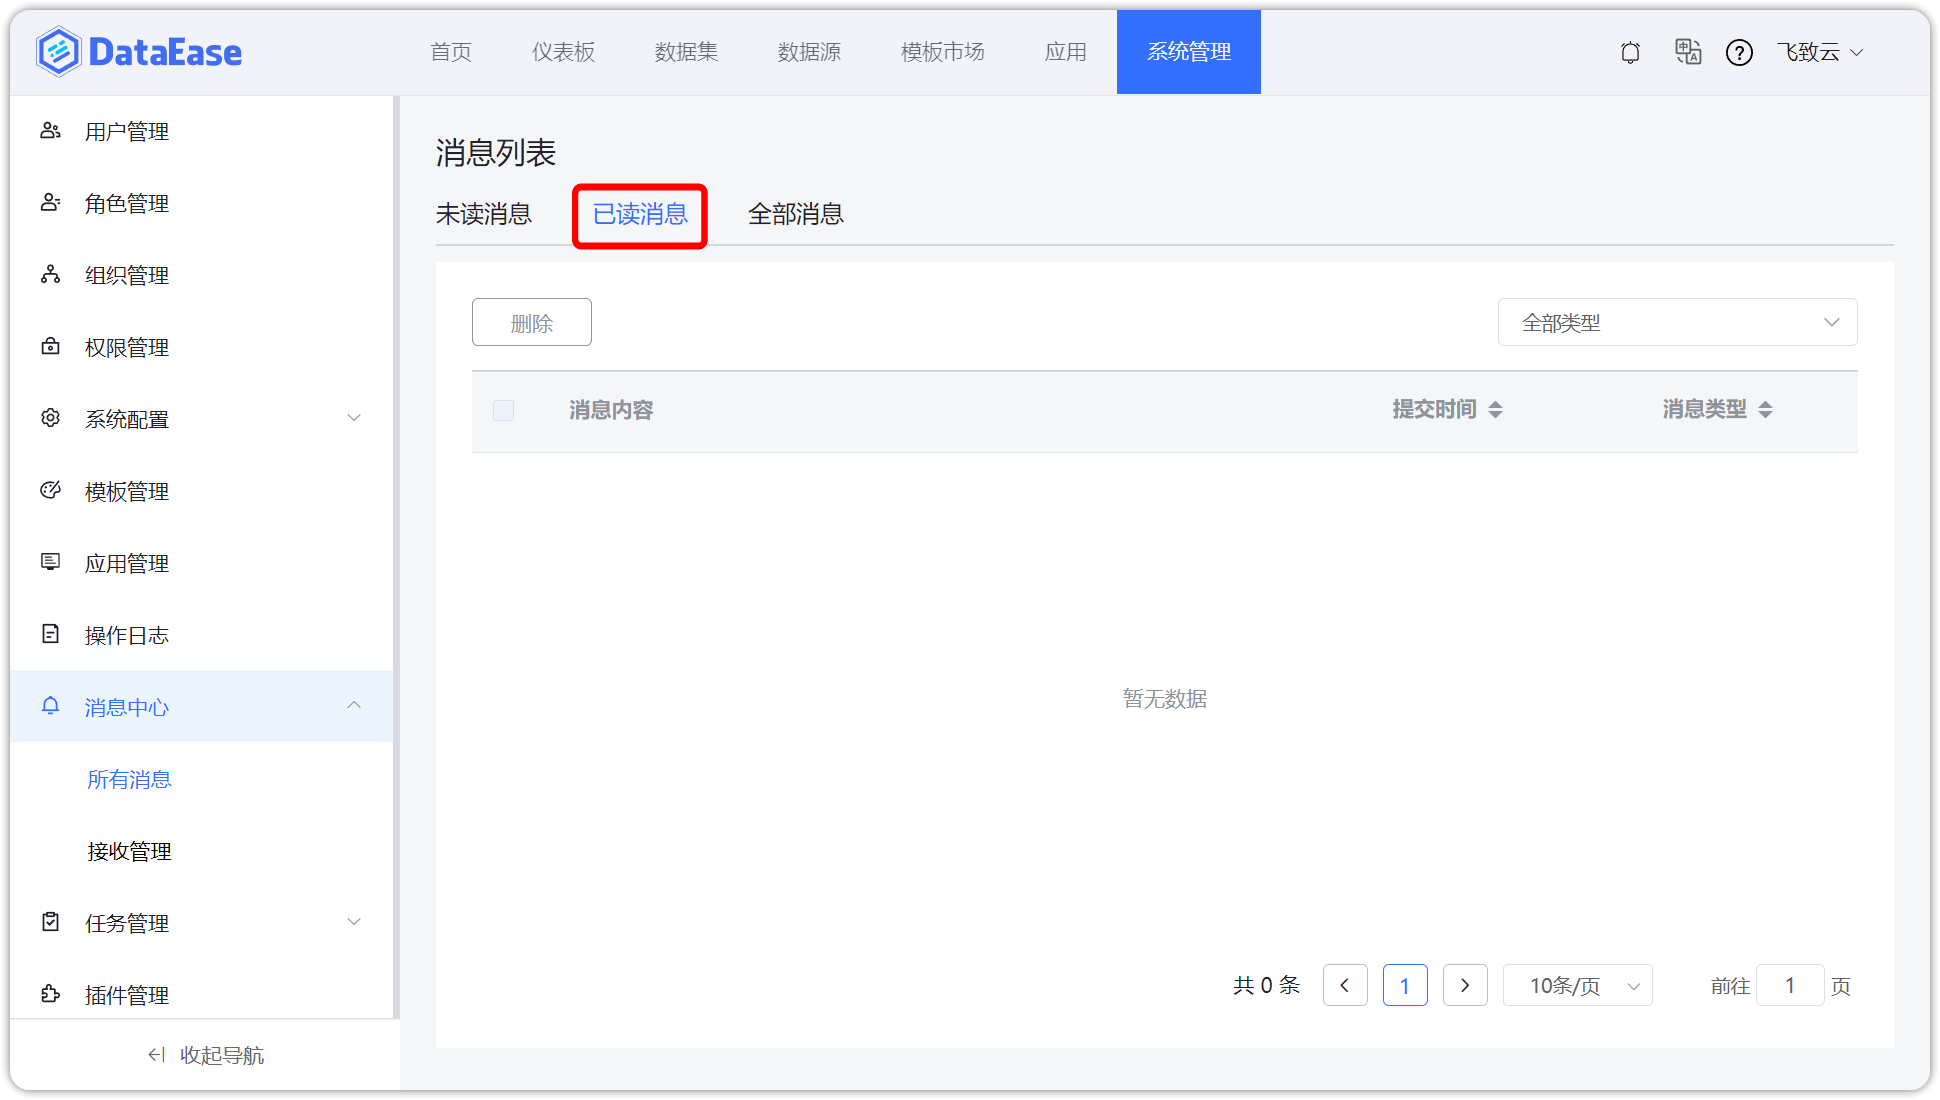 DataEase
首页 仪表板 数据集 数据源 模板市场 应用 系统管理 飞致云
用户管理
角色管理
组织管理
权限管理
系统配置
模板管理
应用管理
操作日志
消息中心
所有消息
接收管理
任务管理
插件管理
收起导航
消息列表
未读消息 已读消息 全部消息
删除 全部类型
消息内容 提交时间 消息类型
暂无数据
共 0 条 1 10条/页 前往 1 页